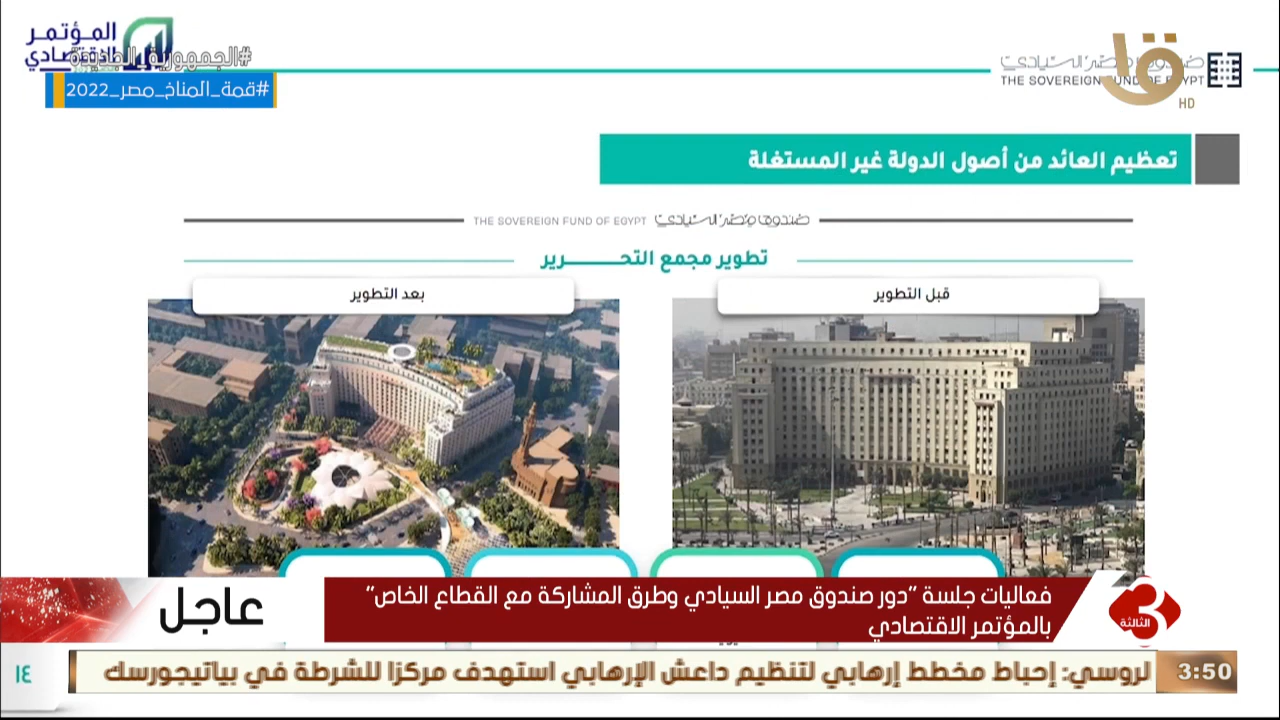 المؤتمر
الاقتصادي
#الجمهورية_الجديدة
#قمة_المناخ_مصر_2022
صندوق مصر السيادي
THE SOVEREIGN FUND OF EGYPT
HD
تعظيم العائد من أصول الدولة غير المستغلة
THE SOVEREIGN FUND OF EGYPT صندوق مصر السيادي
تطوير مجمع التحـــــــــرير
قبل التطوير
بعد التطوير
فعاليات جلسة "دور صندوق مصر السيادي وطرق المشاركة مع القطاع الخاص"
بالمؤتمر الاقتصادي
عاجل
3
الثالثة
3:50
لروسي: إحباط مخطط إرهابي لتنظيم داعش الإرهابي استهدف مركزا للشرطة في بياتيجورسك
١٤